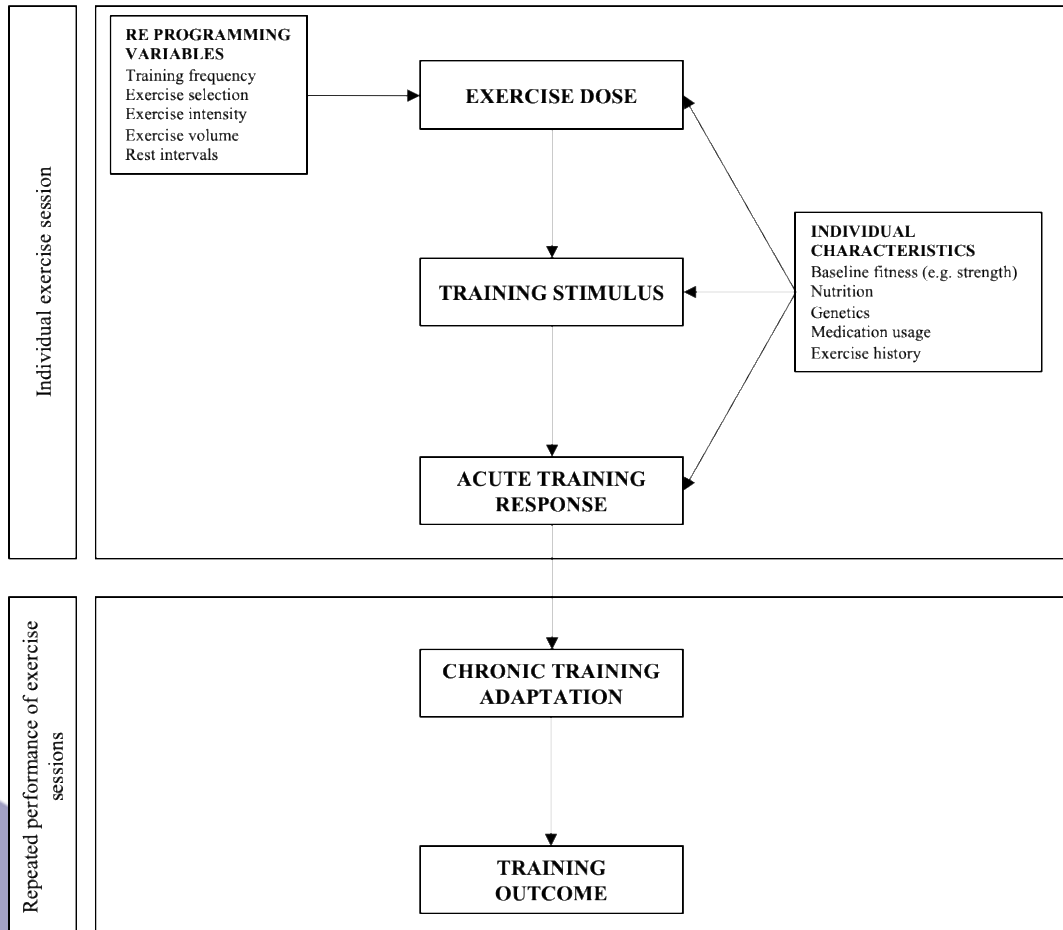 Individual exercise session
RE PROGRAMMING
VARIABLES
Training frequency
Exercise selection
Exercise intensity
Exercise volume
Rest intervals
EXERCISE DOSE
INDIVIDUAL
CHARACTERISTICS
Baseline fitness (e.g. strength)
Nutrition
Genetics
Medication usage
Exercise history
TRAINING STIMULUS
ACUTE TRAINING
RESPONSE
Repeated performance of exercise
sessions
CHRONIC TRAINING
ADAPTATION
TRAINING
OUTCOME